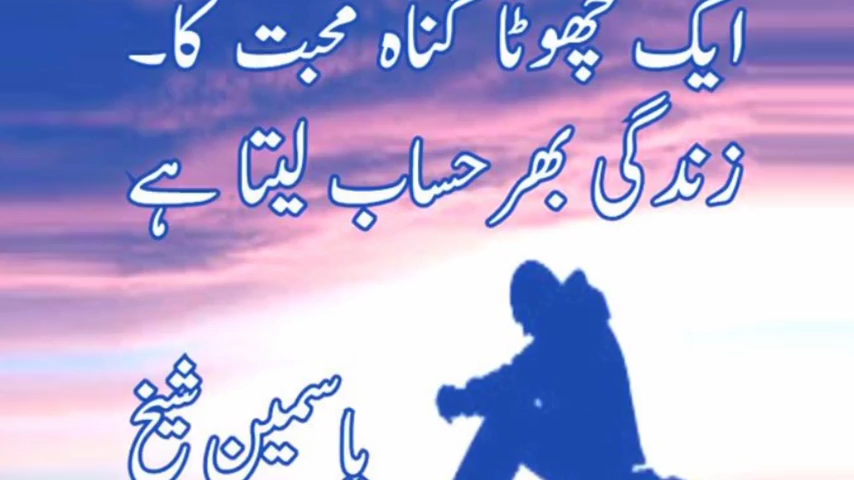 ایک چھوٹا گناہ محبت کا۔
زندگی بھر حساب لیتا ہے
یاسمین شیخ